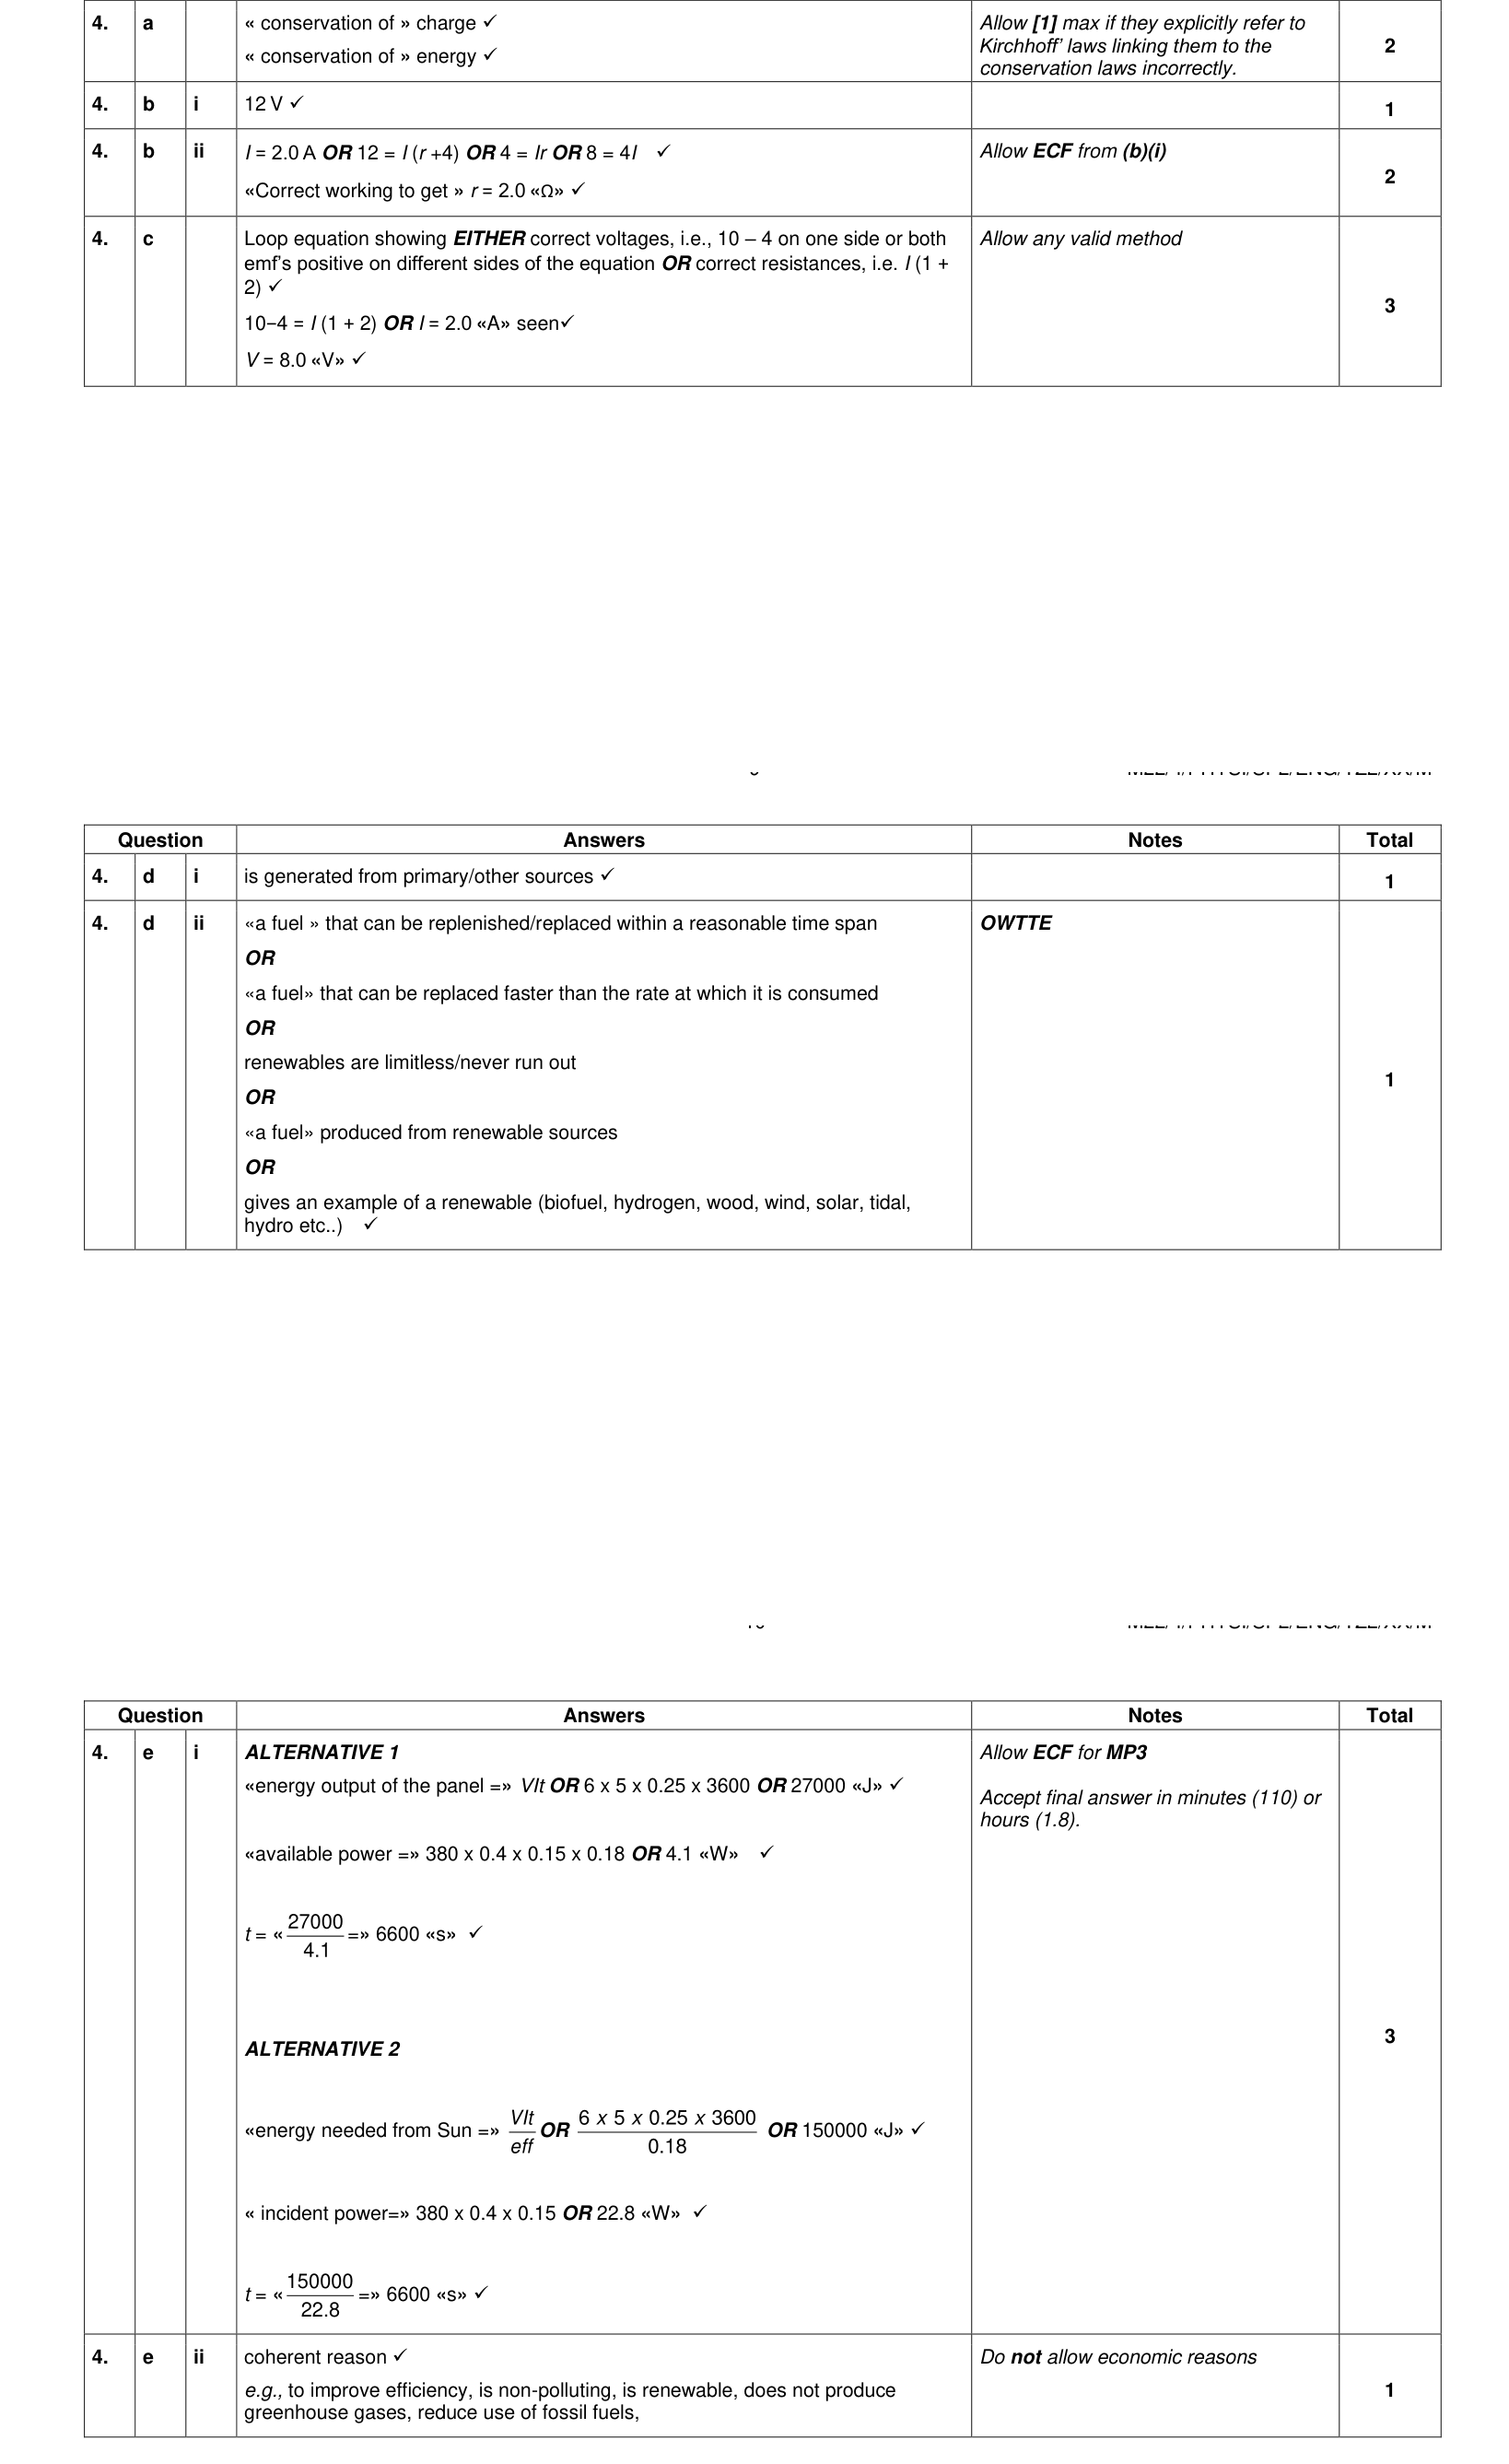 4. a « conservation of » charge ✓ Allow [1] max if they explicitly refer to
« conservation of » energy ✓ Kirchhoff’ laws linking them to the 2
conservation laws incorrectly.
4. b i 12 V ✓ 1
4. b ii I = 2.0 A OR 12 = I (r +4) OR 4 = Ir OR 8 = 4I ✓ Allow ECF from (b)(i) 2
«Correct working to get » r = 2.0 «Ω» ✓
4. c Loop equation showing EITHER correct voltages, i.e., 10 – 4 on one side or both Allow any valid method
emf’s positive on different sides of the equation OR correct resistances, i.e. I (1 +
2) ✓ 3
10−4 = I (1 + 2) OR I = 2.0 «A» seen✓
V = 8.0 «V» ✓
Question Answers Notes Total
4. d i is generated from primary/other sources ✓ 1
4. d ii «a fuel » that can be replenished/replaced within a reasonable time span OWTTE
OR
«a fuel» that can be replaced faster than the rate at which it is consumed
OR
renewables are limitless/never run out 1
OR
«a fuel» produced from renewable sources
OR
gives an example of a renewable (biofuel, hydrogen, wood, wind, solar, tidal,
hydro etc..) ✓
Question Answers Notes Total
4. e i ALTERNATIVE 1 Allow ECF for MP3
«energy output of the panel =» VIt OR 6 x 5 x 0.25 x 3600 OR 27000 «J» ✓ Accept final answer in minutes (110) or
hours (1.8).
«available power =» 380 x 0.4 x 0.15 x 0.18 OR 4.1 «W» ✓
t = « 27000/4.1 =» 6600 «s» ✓
ALTERNATIVE 2 3
«energy needed from Sun =» VIt/eff OR 6 x 5 x 0.25 x 3600/0.18 OR 150000 «J» ✓
« incident power=» 380 x 0.4 x 0.15 OR 22.8 «W» ✓
t = « 150000/22.8 =» 6600 «s» ✓
4. e ii coherent reason ✓ Do not allow economic reasons 1
e.g., to improve efficiency, is non-polluting, is renewable, does not produce
greenhouse gases, reduce use of fossil fuels,